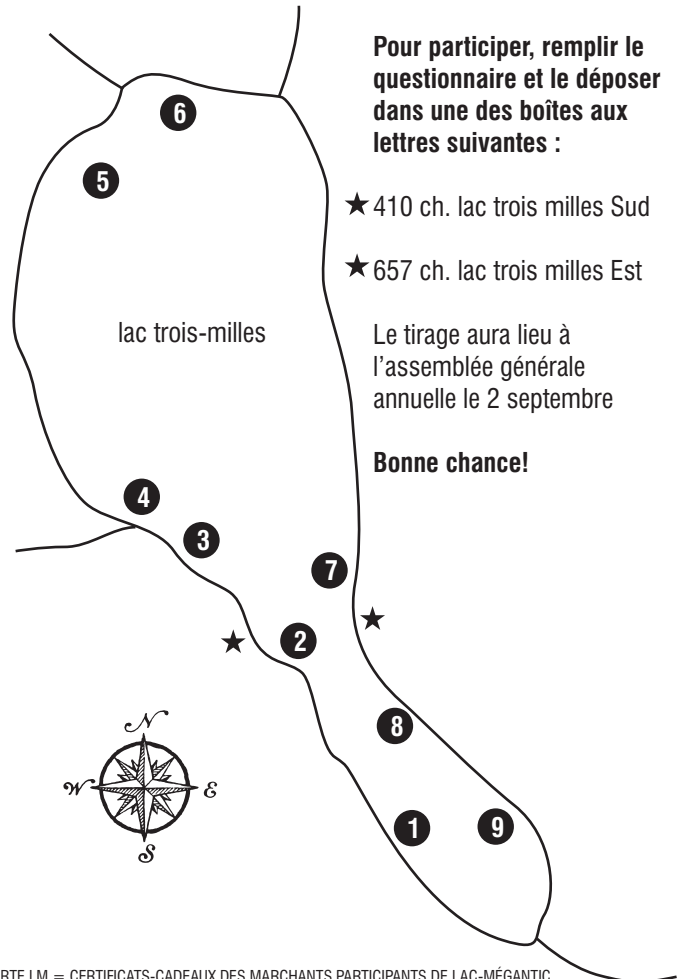 Pour participer, remplir le
questionnaire et le déposer
dans une des boîtes aux
lettres suivantes :
★ 410 ch. lac trois milles Sud
★ 657 ch. lac trois milles Est
Le tirage aura lieu à
l’assemblée générale
annuelle le 2 septembre
Bonne chance!
6
5
lac trois-milles
4
3
7
2
8
1
9
N
W
E
S
RTE LM = CERTIFICATS-CADEAUX DES MARCHANTS PARTICIPANTS DE LAC-MÉGANTIC